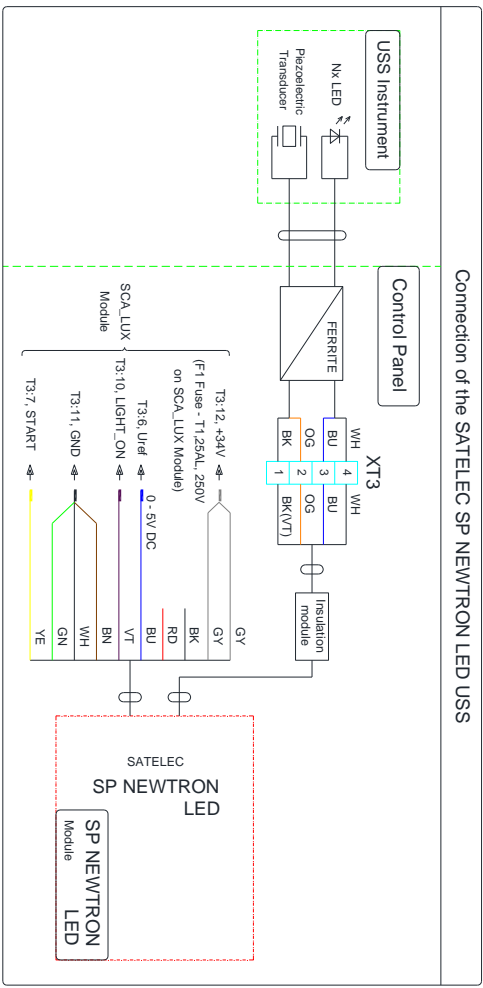 Connection of the SATELEC SP NEWTRON LED USS
USS Instrument
Nx LED
Piezoelectric
Transducer
Control Panel
FERRITE
XT3
WH
4
WH
BU
3
BU
OG
2
OG
BK
1
BK(VT)
Insulation
module
SCA_LUX
Module
T3:12, +34V
(F1 Fuse - T1,25AL, 250V
on SCA_LUX Module)
T3:6, Uref
0 - 5V DC
T3:10, LIGHT_ON
T3:11, GND
T3:7, START
GY
GY
BK
RD
BU
VT
BN
WH
GN
YE
SATELEC
SP NEWTRON
LED
SP NEWTRON
LED
Module